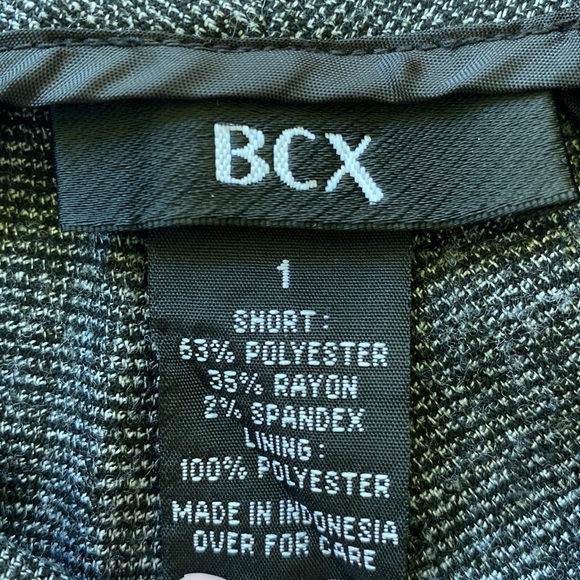 BCX
1
SHORT:
63% POLYESTER
35% RAYON
2% SPANDEX
LINING:
100% POLYESTER
MADE IN INDONESIA
OVER FOR CARE